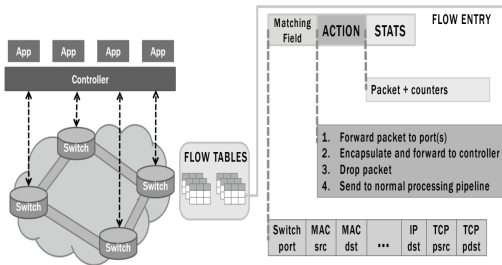 App App App App
Controller
Switch
Switch
Switch
Switch
FLOW TABLES
FLOW ENTRY
Matching Field
ACTION
STATS
Packet + counters
1. Forward packet to port(s)
2. Encapsulate and forward to controller
3. Drop packet
4. Send to normal processing pipeline
Switch port
MAC src
MAC dst
...
IP dst
TCP psrc
TCP pdst